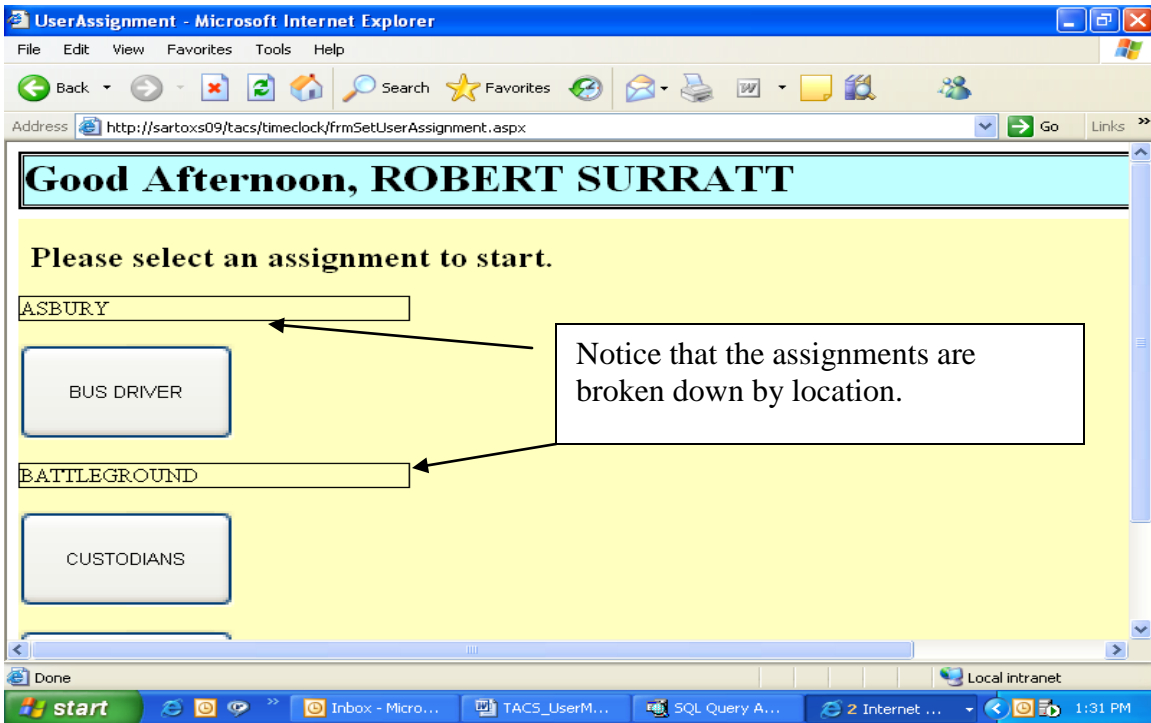 UserAssignment - Microsoft Internet Explorer
File Edit View Favorites Tools Help
Back Search Favorites
Address http://sartoxs09/tacs/timeclock/frmSetUserAssignment.aspx Go Links »
Good Afternoon, ROBERT SURRATT
Please select an assignment to start.
ASBURY
Notice that the assignments are
broken down by location.
BUS DRIVER
BATTLEGROUND
CUSTODIANS
Done Local intranet
start » Inbox - Micro... TACS_UserM... SQL Query A... 2 Internet ... 1:31 PM